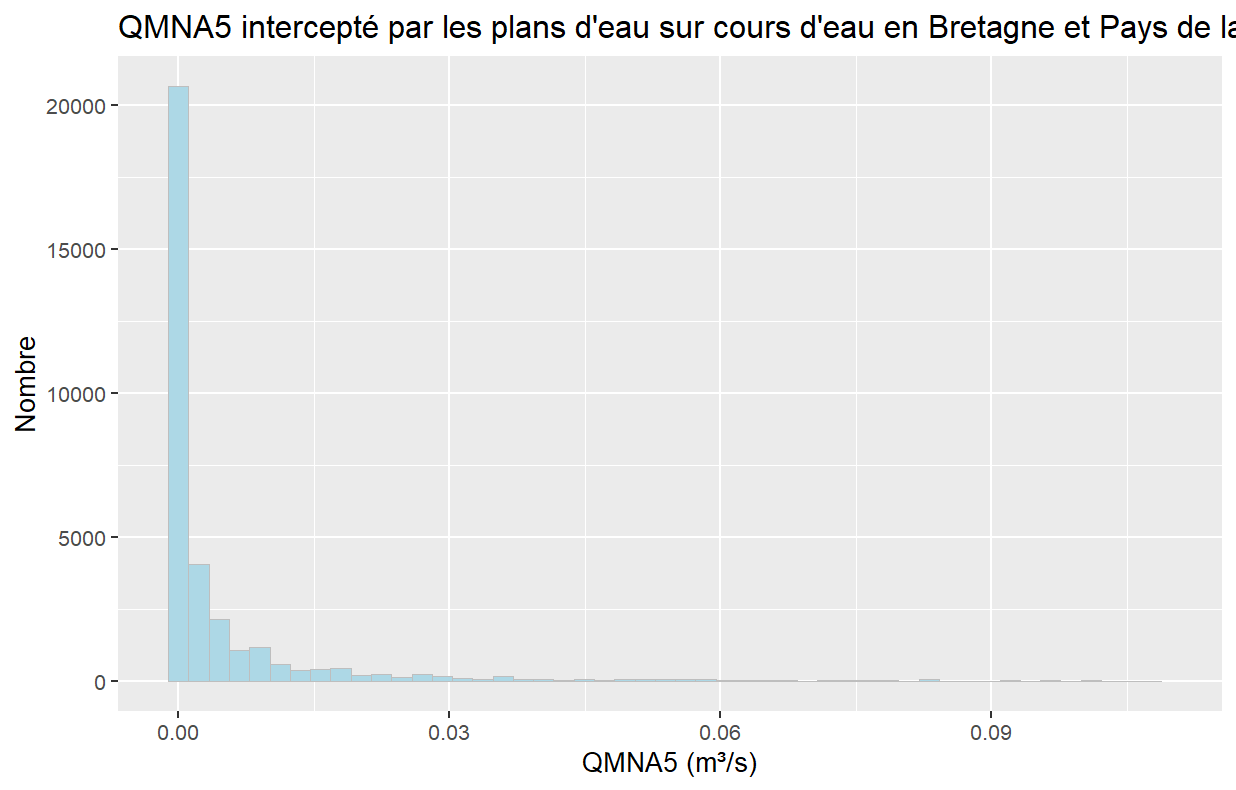 QMNA5 intercepté par les plans d'eau sur cours d'eau en Bretagne et Pays de la
20000
15000
10000
5000
0
Nombre
0.00 0.03 0.06 0.09
QMNA5 (m³/s)